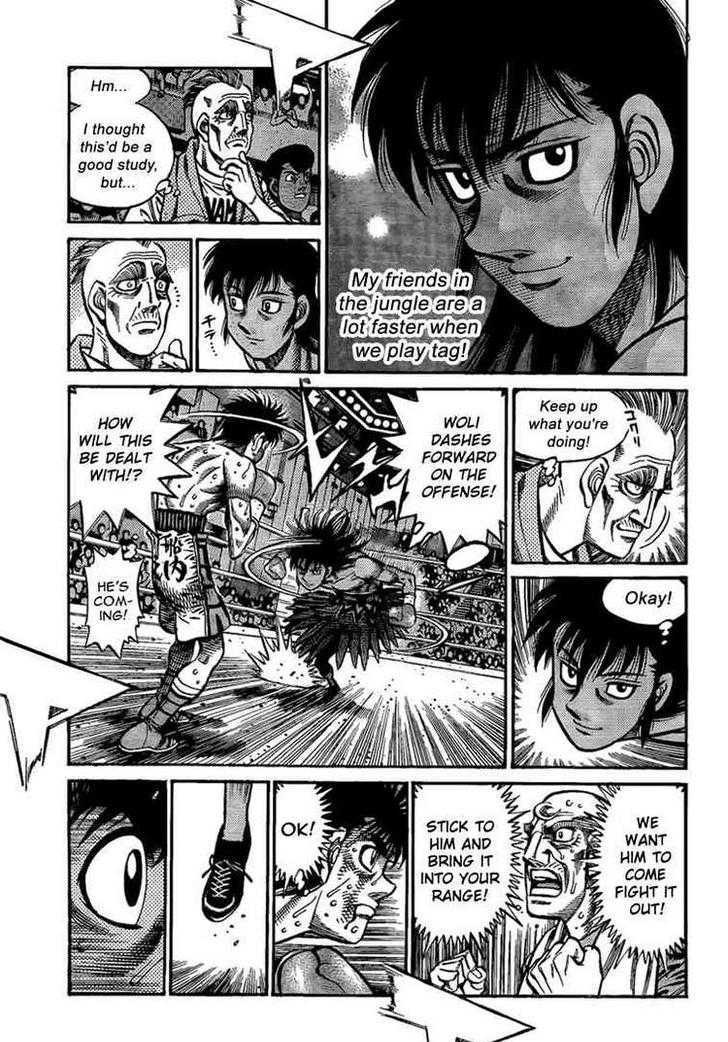 My friends in
the jungle are a
lot faster when
we play tag!
Hm...
I thought
this'd be a
good study,
but...
Keep up
what you're
doing!
Okay!
WOLI
DASHES
FORWARD
ON THE
OFFENSE!
HOW
WILL THIS
BE DEALT
WITH!?
HE'S
COM-
ING!
WE
WANT
HIM TO
COME
FIGHT IT
OUT!
STICK TO
HIM AND
BRING IT
INTO YOUR
RANGE!
OK!